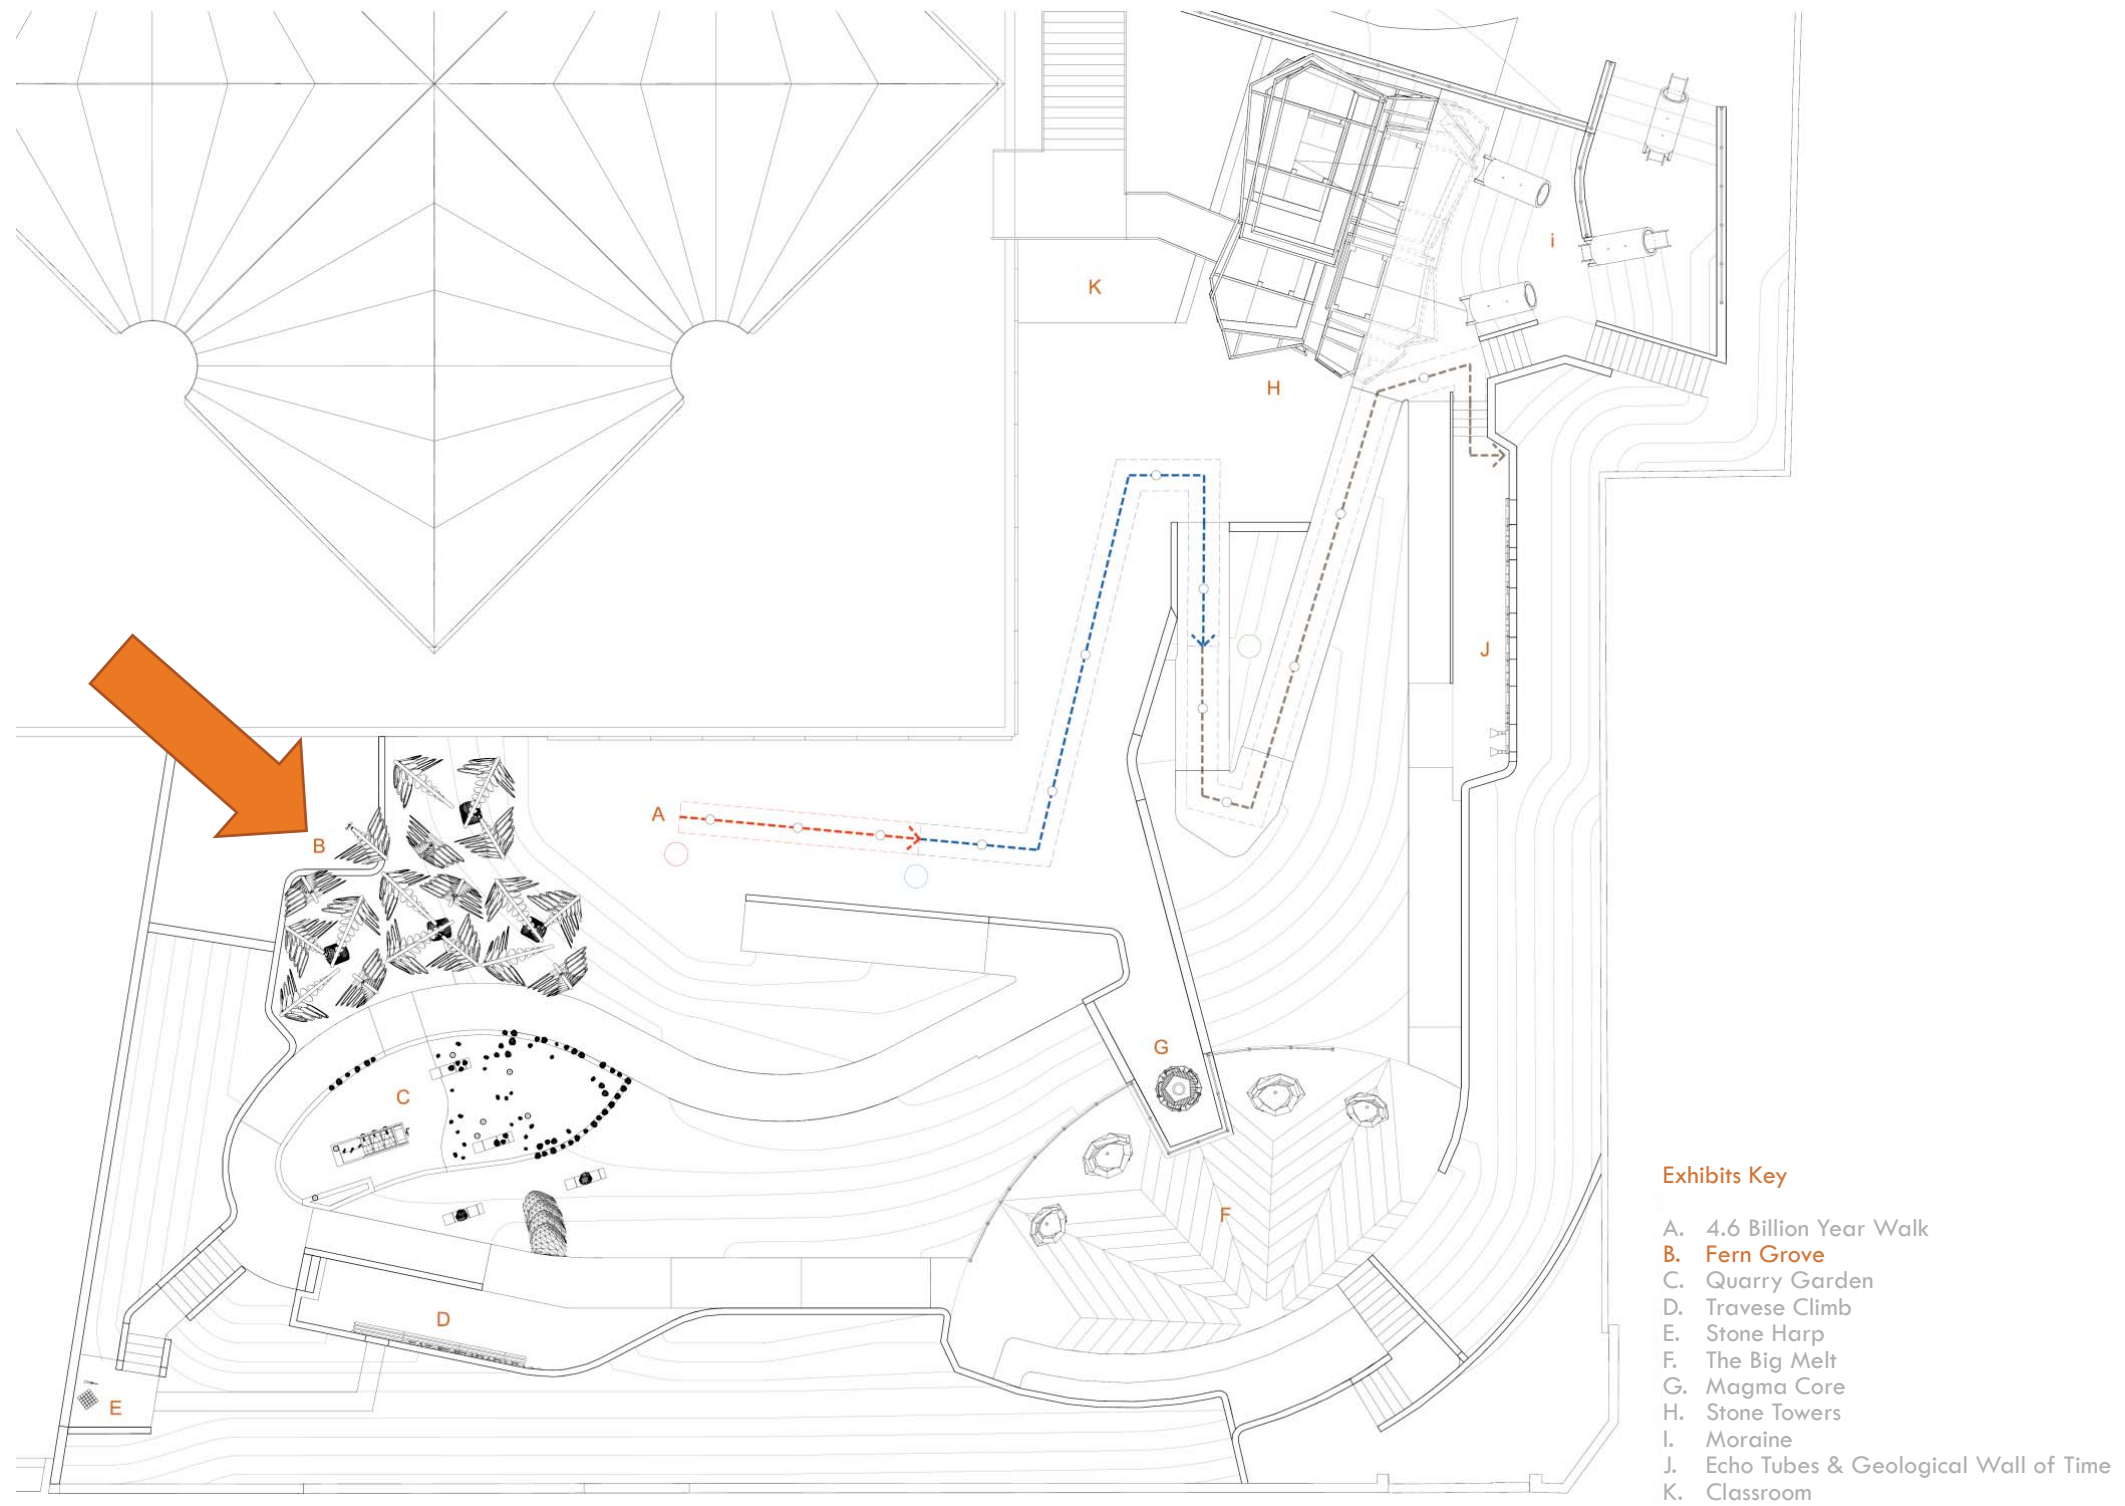 i
K
H
J
A
B
G
C
F
D
E
Exhibits Key
A. 4.6 Billion Year Walk
B. Fern Grove
C. Quarry Garden
D. Travese Climb
E. Stone Harp
F. The Big Melt
G. Magma Core
H. Stone Towers
I. Moraine
J. Echo Tubes & Geological Wall of Time
K. Classroom